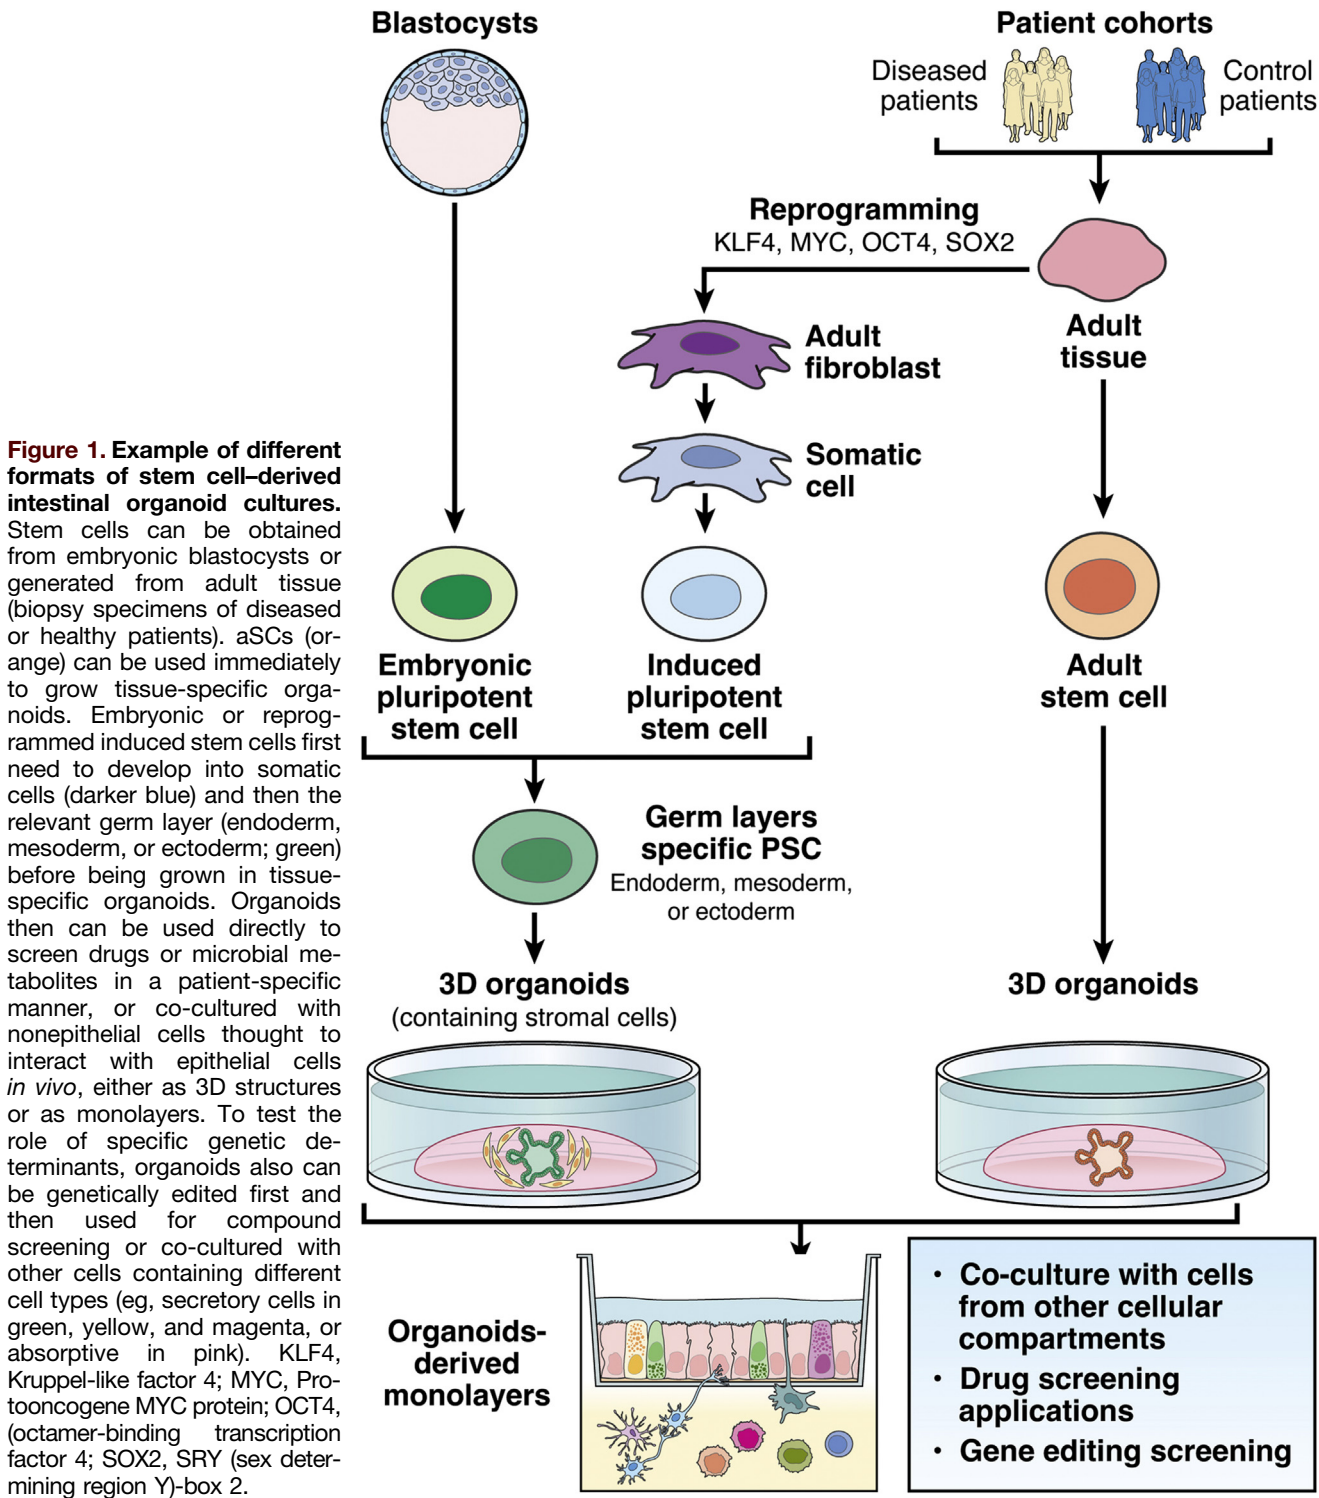 Blastocysts
Patient cohorts
Diseased
patients
Control
patients
Reprogramming
KLF4, MYC, OCT4, SOX2
Adult
tissue
Adult
fibroblast
Somatic
cell
Embryonic
pluripotent
stem cell
Induced
pluripotent
stem cell
Adult
stem cell
Germ layers
specific PSC
Endoderm, mesoderm,
or ectoderm
3D organoids
(containing stromal cells)
3D organoids
Organoids-
derived
monolayers
• Co-culture with cells
from other cellular
compartments
• Drug screening
applications
• Gene editing screening
Figure 1. Example of different
formats of stem cell–derived
intestinal organoid cultures.
Stem cells can be obtained
from embryonic blastocysts or
generated from adult tissue
(biopsy specimens of diseased
or healthy patients). aSCs (or-
ange) can be used immediately
to grow tissue-specific orga-
noids. Embryonic or reprog-
rammed induced stem cells first
need to develop into somatic
cells (darker blue) and then the
relevant germ layer (endoderm,
mesoderm, or ectoderm; green)
before being grown in tissue-
specific organoids. Organoids
then can be used directly to
screen drugs or microbial me-
tabolites in a patient-specific
manner, or co-cultured with
nonepithelial cells thought to
interact with epithelial cells
in vivo, either as 3D structures
or as monolayers. To test the
role of specific genetic de-
terminants, organoids also can
be genetically edited first and
then used for compound
screening or co-cultured with
other cells containing different
cell types (eg, secretory cells in
green, yellow, and magenta, or
absorptive in pink). KLF4,
Kruppel-like factor 4; MYC, Pro-
tooncogene MYC protein; OCT4,
(octamer-binding transcription
factor 4; SOX2, SRY (sex deter-
mining region Y)-box 2.